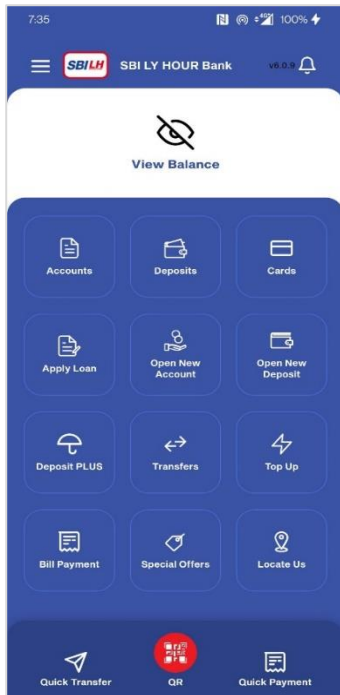 7:35
100%
SBILH SBI LY HOUR Bank v6.0.9
View Balance
Accounts Deposits Cards
Apply Loan Open New Account Open New Deposit
Deposit PLUS Transfers Top Up
Bill Payment Special Offers Locate Us
Quick Transfer QR Quick Payment